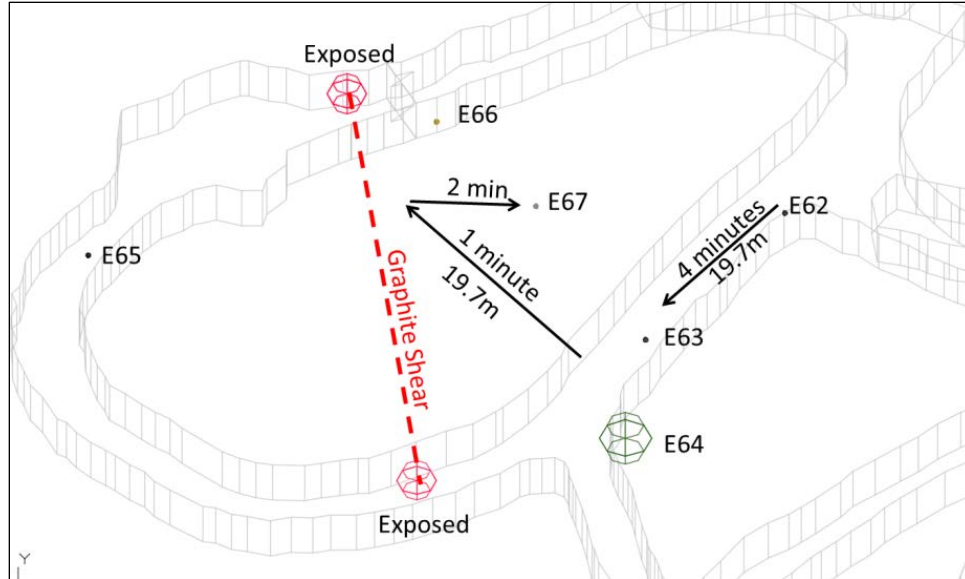 Exposed
E66
2 min
E67
E62
4 minutes
19.7m
E65
1 minute
19.7m
Graphite Shear
E63
E64
Exposed
Y